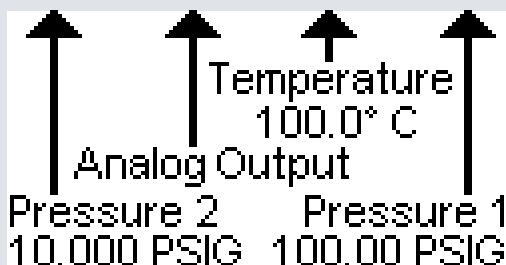 Temperature
100.0° C
Analog Output
Pressure 2
10.000 PSIG
Pressure 1
100.00 PSIG